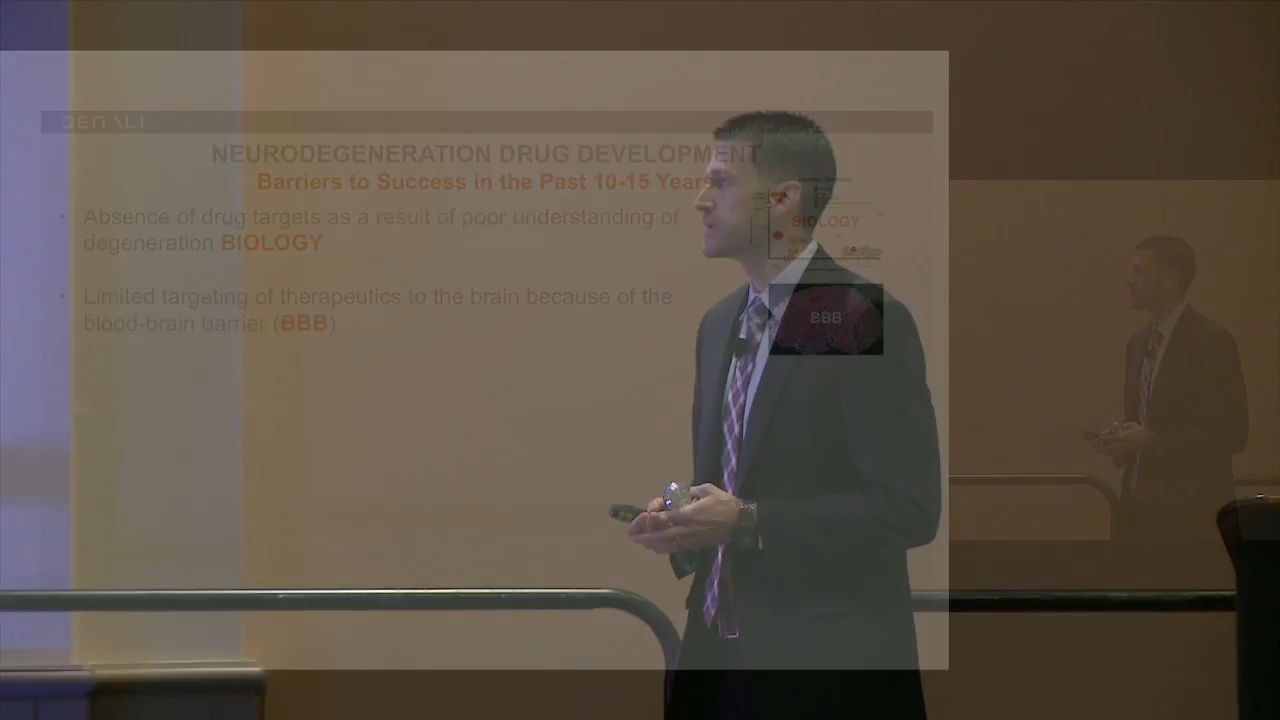 DENALI
NEURODEGENERATION DRUG DEVELOPMENT
Barriers to Success in the Past 10-15 Years
Absence of drug targets as a result of poor understanding of
degeneration BIOLOGY
BIOLOGY
Limited targeting of therapeutics to the brain because of the
blood-brain barrier (BBB)
BBB